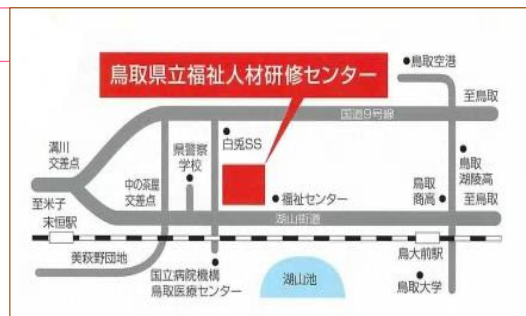 鳥取県立福祉人材研修センター
鳥取空港
至鳥取
国道9号線
白兎SS
溝川
交差点
県警察
学校
鳥取
湖陵高
中の茶屋
交差点
福祉センター
鳥取
商高
至鳥取
至米子
湖山街道
末恒駅
鳥大前駅
美萩野団地
国立病院機構
鳥取医療センター
湖山池
鳥取大学